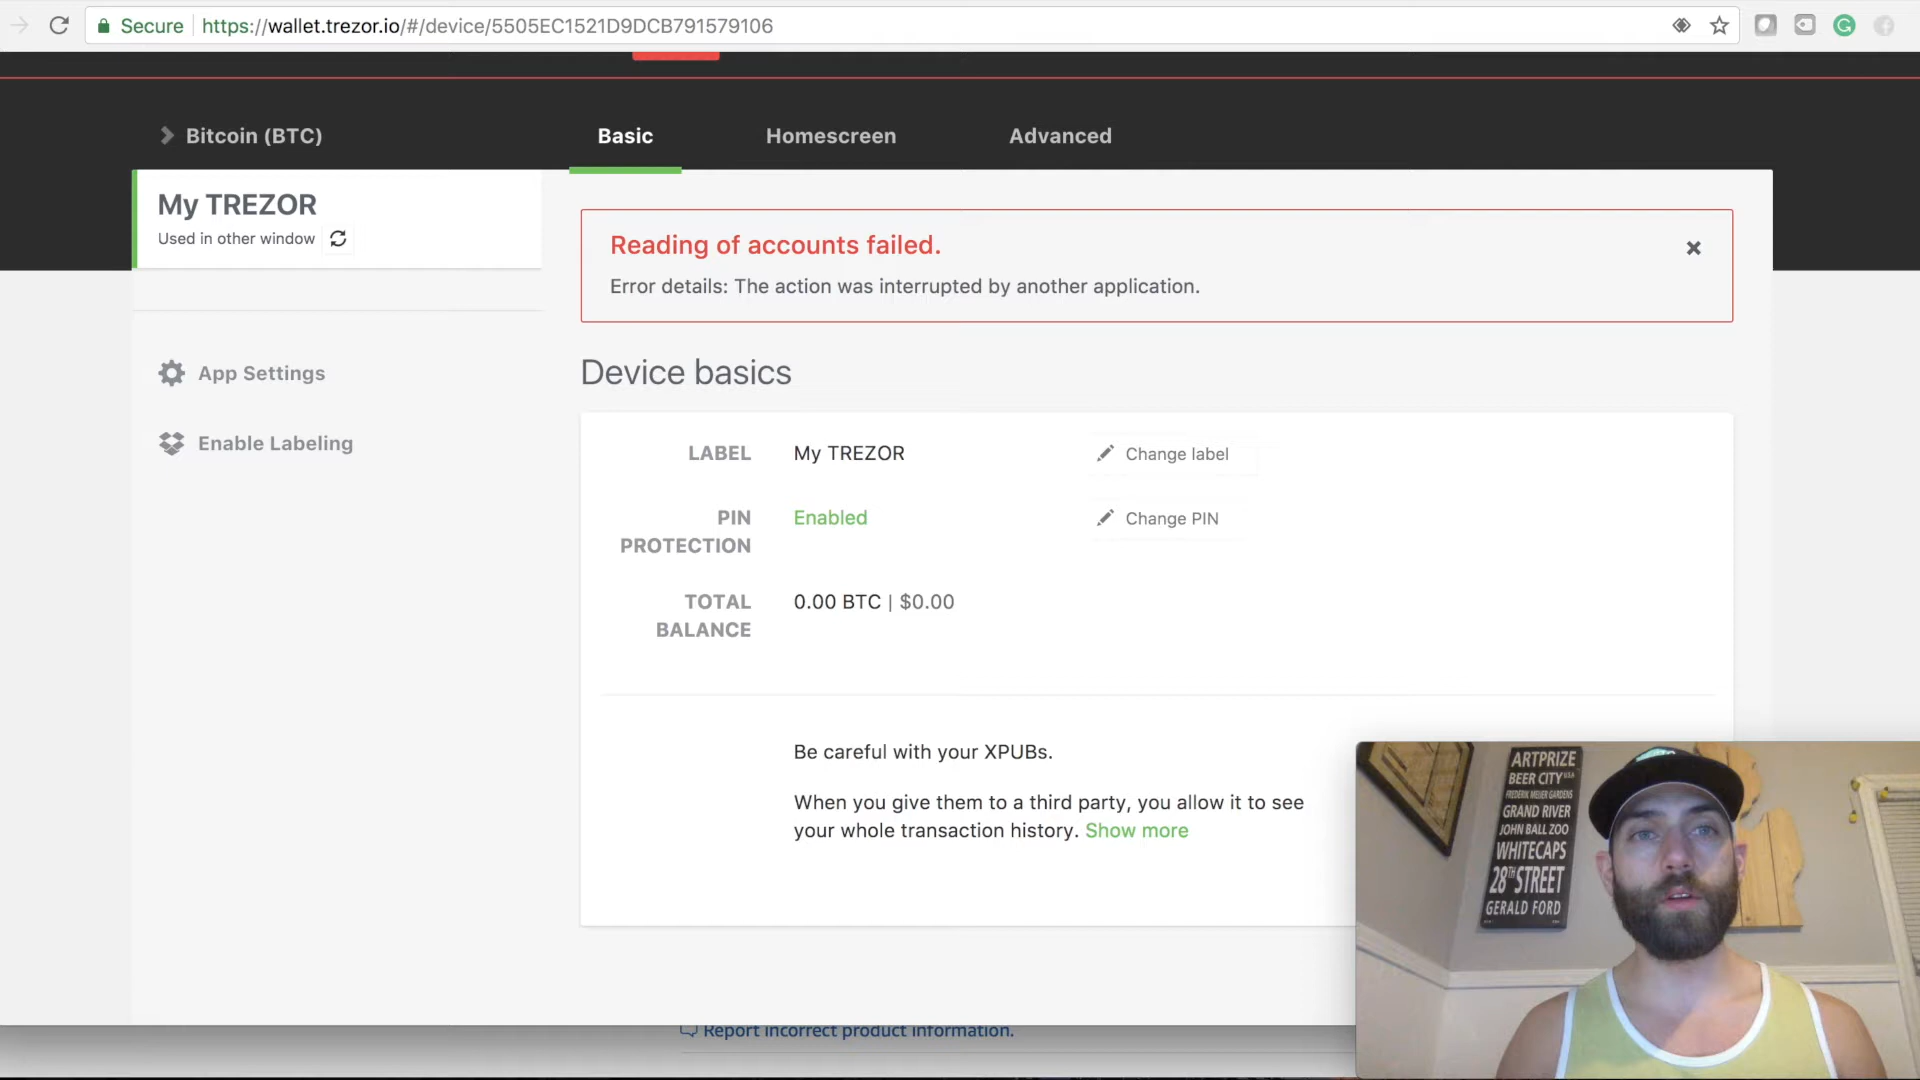 Secure https://wallet.trezor.io/#/device/5505EC1521D9DCB791579106
Bitcoin (BTC)
Basic
Homescreen
Advanced
My TREZOR
Used in other window
App Settings
Enable Labeling
Reading of accounts failed.
Error details: The action was interrupted by another application.
Device basics
LABEL
My TREZOR
Change label
PIN
PROTECTION
Enabled
Change PIN
TOTAL
BALANCE
0.00 BTC | $0.00
Be careful with your XPUBs.
When you give them to a third party, you allow it to see
your whole transaction history. Show more
Report incorrect product information.
ARTPRIZE
BEER CITY USA
FREDERIK MEIJER GARDENS
GRAND RIVER
JOHN BALL ZOO
WHITECAPS
28TH STREET
GERALD FORD